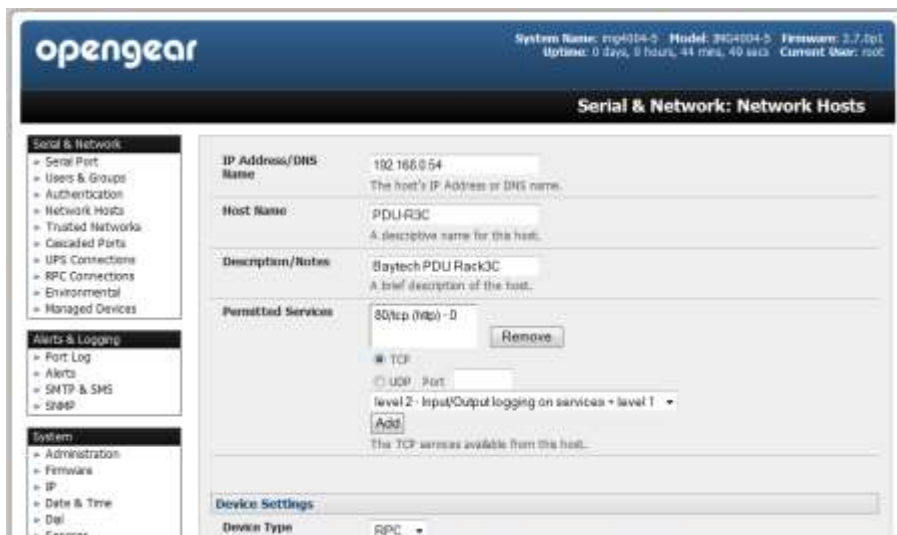 opengear
System Name: mg4004-5 Model: IMG4004-5 Firmware: 2.7.0p1
Uptime: 0 days, 0 hours, 44 mins, 40 secs Current User: root
Serial & Network: Network Hosts
Serial & Network
» Serial Port
» Users & Groups
» Authentication
» Network Hosts
» Trusted Networks
» Cascaded Ports
» UPS Connections
» RPC Connections
» Environmental
» Managed Devices
Alerts & Logging
» Port Log
» Alerts
» SMTP & SMS
» SNMP
System
» Administration
» Firmware
» IP
» Date & Time
» Dial
» Services
IP Address/DNS
Name
192.168.0.54
The host's IP Address or DNS name.
Host Name
PDU-R3C
A descriptive name for this host.
Description/Notes
Baytech PDU Rack3C
A brief description of the host.
Permitted Services
80/tcp (http) - 0
Remove
TCP
UDP Port
level 2 - Input/Output logging on services + level 1
Add
The TCP services available from this host.
Device Settings
Device Type
RPC